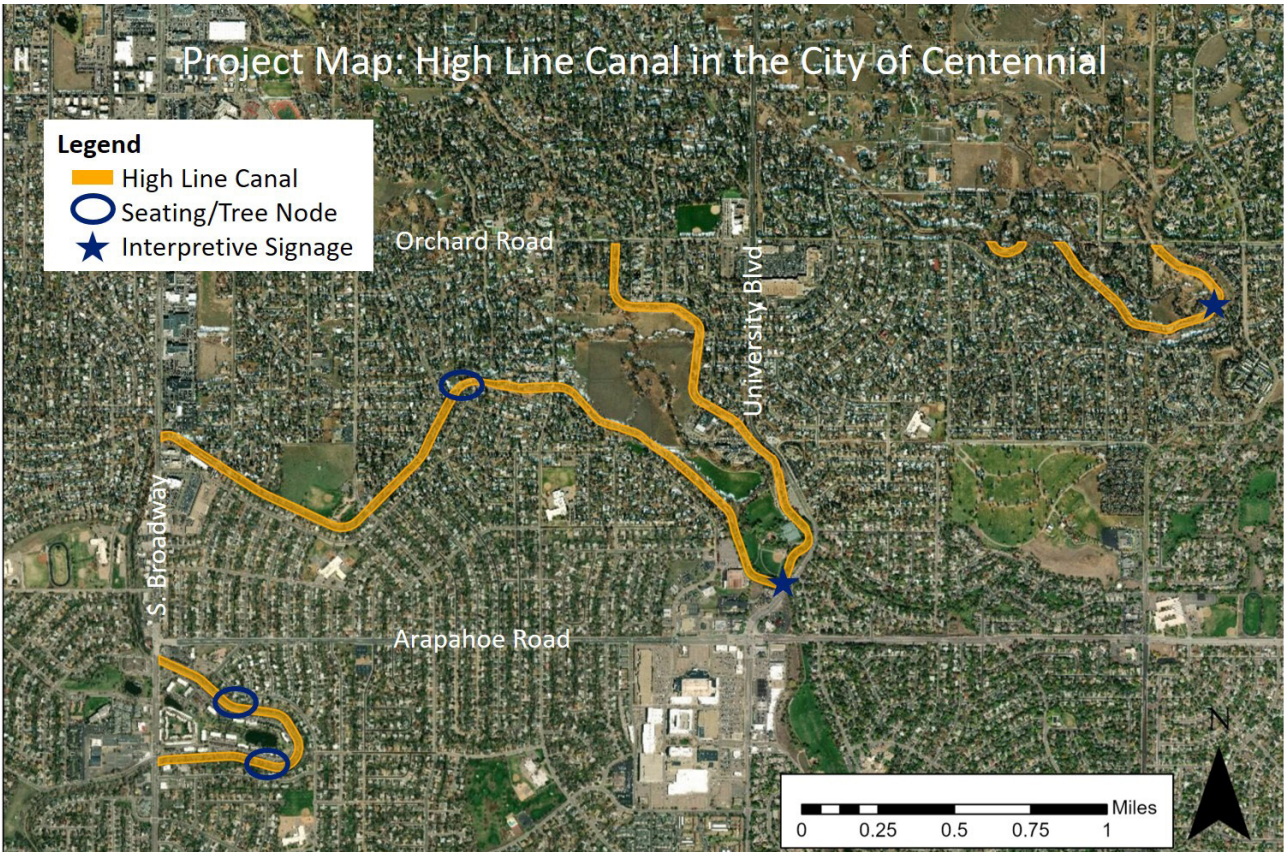 Project Map: High Line Canal in the City of Centennial
Legend
High Line Canal
Seating/Tree Node
Interpretive Signage
Orchard Road
University Blvd.
S. Broadway
Arapahoe Road
N
Miles
0 0.25 0.5 0.75 1